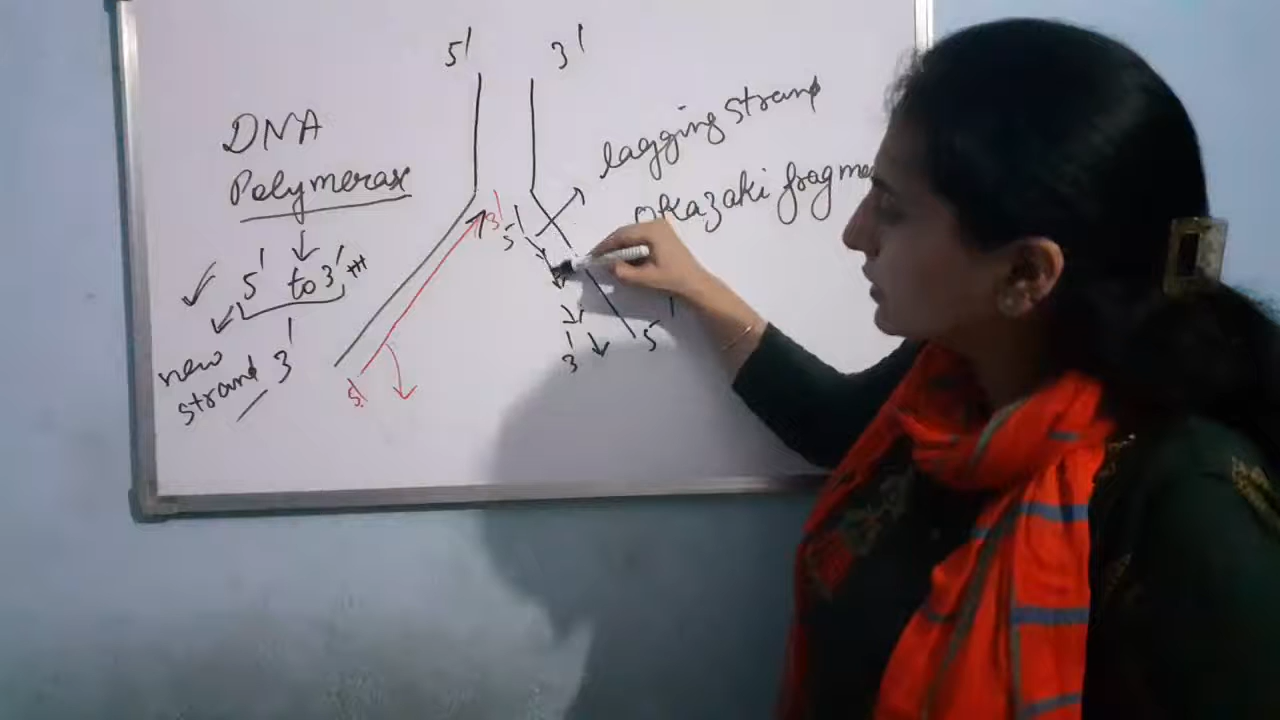 5' 3'
DNA
Polymerase
5' to 3'
new
strand 3'
lagging strand
okazaki fragme
3' 5'
5' 3' 5'